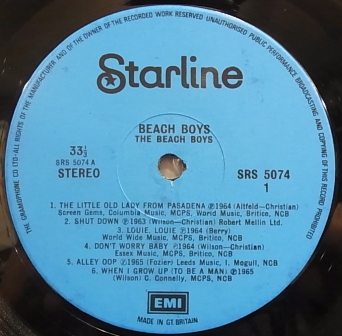 THE GRAMOPHONE CO LTD-ALL RIGHTS OF THE MANUFACTURER AND OF THE OWNER OF THE RECORDED WORK RESERVED UNAUTHORISED PUBLIC PERFORMANCE BROADCASTING AND COPYING OF THIS RECORD PROHIBITED
Starline
BEACH BOYS
THE BEACH BOYS
33⅓
SRS 5074 A
STEREO
SRS 5074
1
1. THE LITTLE OLD LADY FROM PASADENA ℗1964 (Altfeld—Christian)
Screen Gems, Columbia Music, MCPS, World Music, Britico, NCB
2. SHUT DOWN ℗1963 (Wilson—Christian) Robert Mellin Ltd.
3. LOUIE, LOUIE ℗1964 (Berry)
World Wide Music, MCPS, Britico, NCB
4. DON'T WORRY BABY ℗1964 (Wilson—Christian)
Essex Music, MCPS, Britico, NCB
5. ALLEY OOP ℗1965 (Fozier) Leeds Music, I. Mogull, NCB
6. WHEN I GROW UP (TO BE A MAN) ℗1965
(Wilson) G. Connelly, MCPS, NCB
EMI
MADE IN GT. BRITAIN